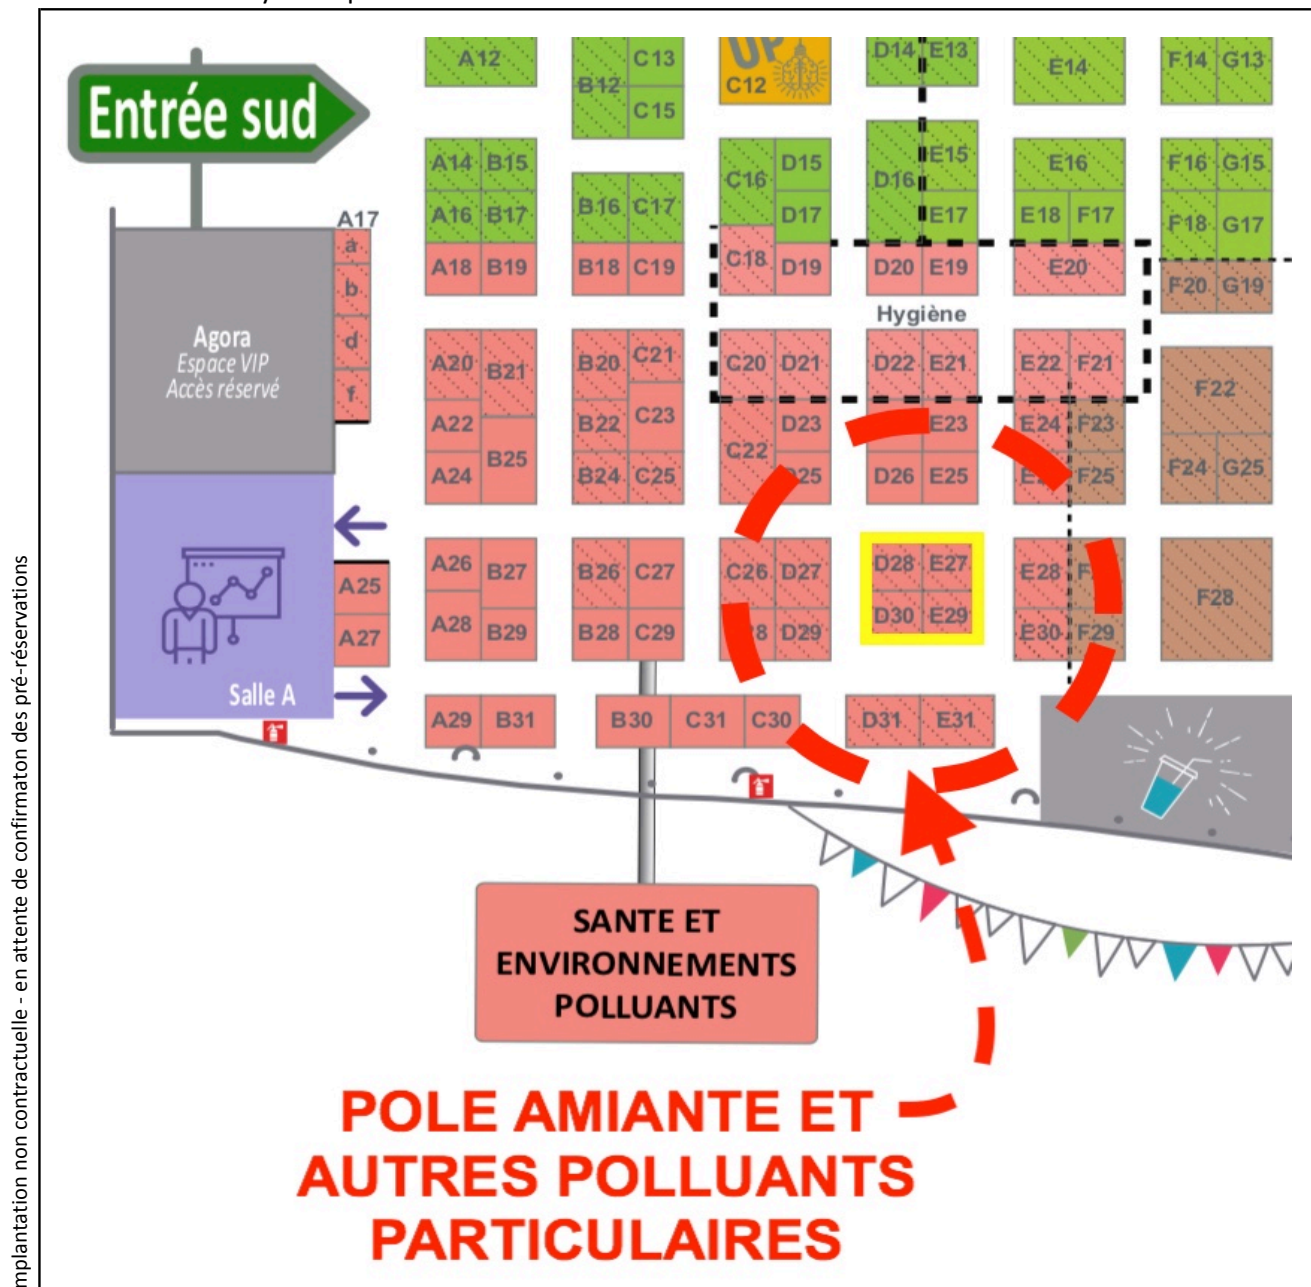 Entrée sud
A12
B12
C13
C15
UP
C12
D14
E13
E14
F14
G13
A14
B15
A16
B17
B16
C17
C16
D15
D17
D16
E15
E17
E16
E18
F17
F16
G15
F18
G17
A17
a
b
d
f
A18
B19
B18
C19
C18
D19
D20
E19
E20
F20
G19
Hygiène
Agora
Espace VIP
Accès réservé
A20
B21
A22
B25
A24
B20
C21
B22
C23
B24
C25
C20
D21
C22
D23
D25
D22
E21
E23
D26
E25
E22
F21
E24
F23
F25
F22
F24
G25
A25
A27
Salle A
A26
B27
A28
B29
B26
C27
B28
C29
C26
D27
D29
D28
E27
D30
E29
E28
E30
F29
F28
A29
B31
B30
C31
C30
D31
E31
SANTE ET
ENVIRONNEMENTS
POLLUANTS
POLE AMIANTE ET
AUTRES POLLUANTS
PARTICULAIRES
mplantation non contractuelle - en attente de confirmaton des pré-réservations